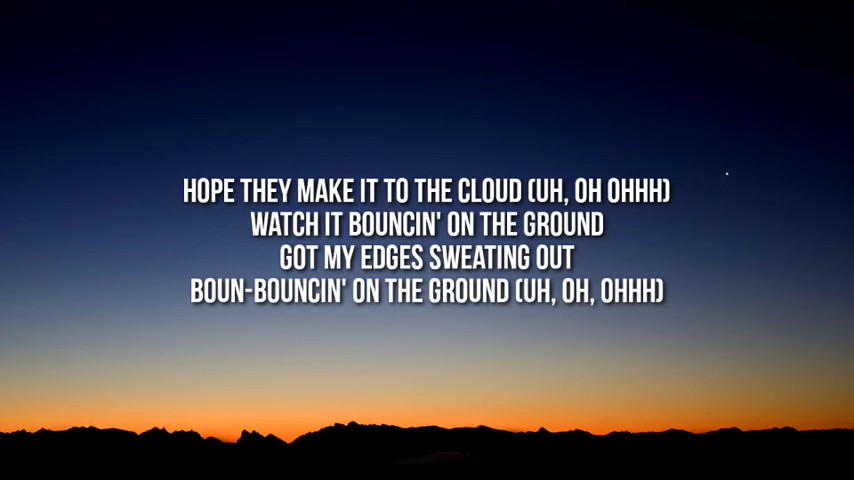 HOPE THEY MAKE IT TO THE CLOUD (UH, OH OHHH)
WATCH IT BOUNCIN' ON THE GROUND
GOT MY EDGES SWEATING OUT
BOUN-BOUNCIN' ON THE GROUND (UH, OH, OHHH)